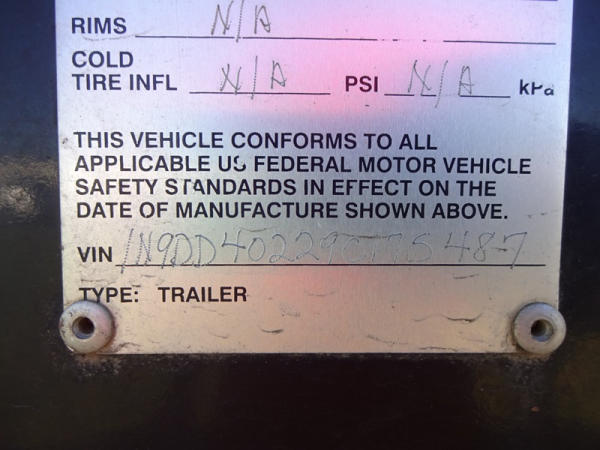 RIMS N/A
COLD
TIRE INFL N/A PSI N/A kPa
THIS VEHICLE CONFORMS TO ALL
APPLICABLE US FEDERAL MOTOR VEHICLE
SAFETY STANDARDS IN EFFECT ON THE
DATE OF MANUFACTURE SHOWN ABOVE.
VIN
TYPE: TRAILER